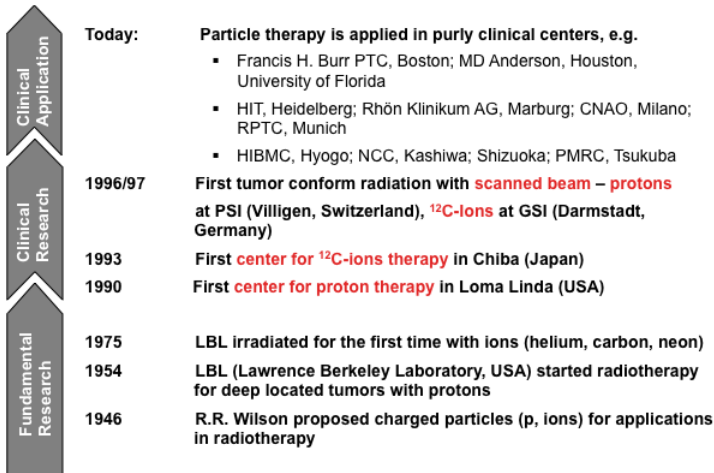 Clinical
Application
Today: Particle therapy is applied in purly clinical centers, e.g.
▪ Francis H. Burr PTC, Boston; MD Anderson, Houston,
University of Florida
▪ HIT, Heidelberg; Rhön Klinikum AG, Marburg; CNAO, Milano;
RPTC, Munich
▪ HIBMC, Hyogo; NCC, Kashiwa; Shizuoka; PMRC, Tsukuba
Clinical
Research
1996/97 First tumor conform radiation with scanned beam – protons
at PSI (Villigen, Switzerland), ¹²C-Ions at GSI (Darmstadt,
Germany)
1993 First center for ¹²C-ions therapy in Chiba (Japan)
1990 First center for proton therapy in Loma Linda (USA)
Fundamental
Research
1975 LBL irradiated for the first time with ions (helium, carbon, neon)
1954 LBL (Lawrence Berkeley Laboratory, USA) started radiotherapy
for deep located tumors with protons
1946 R.R. Wilson proposed charged particles (p, ions) for applications
in radiotherapy